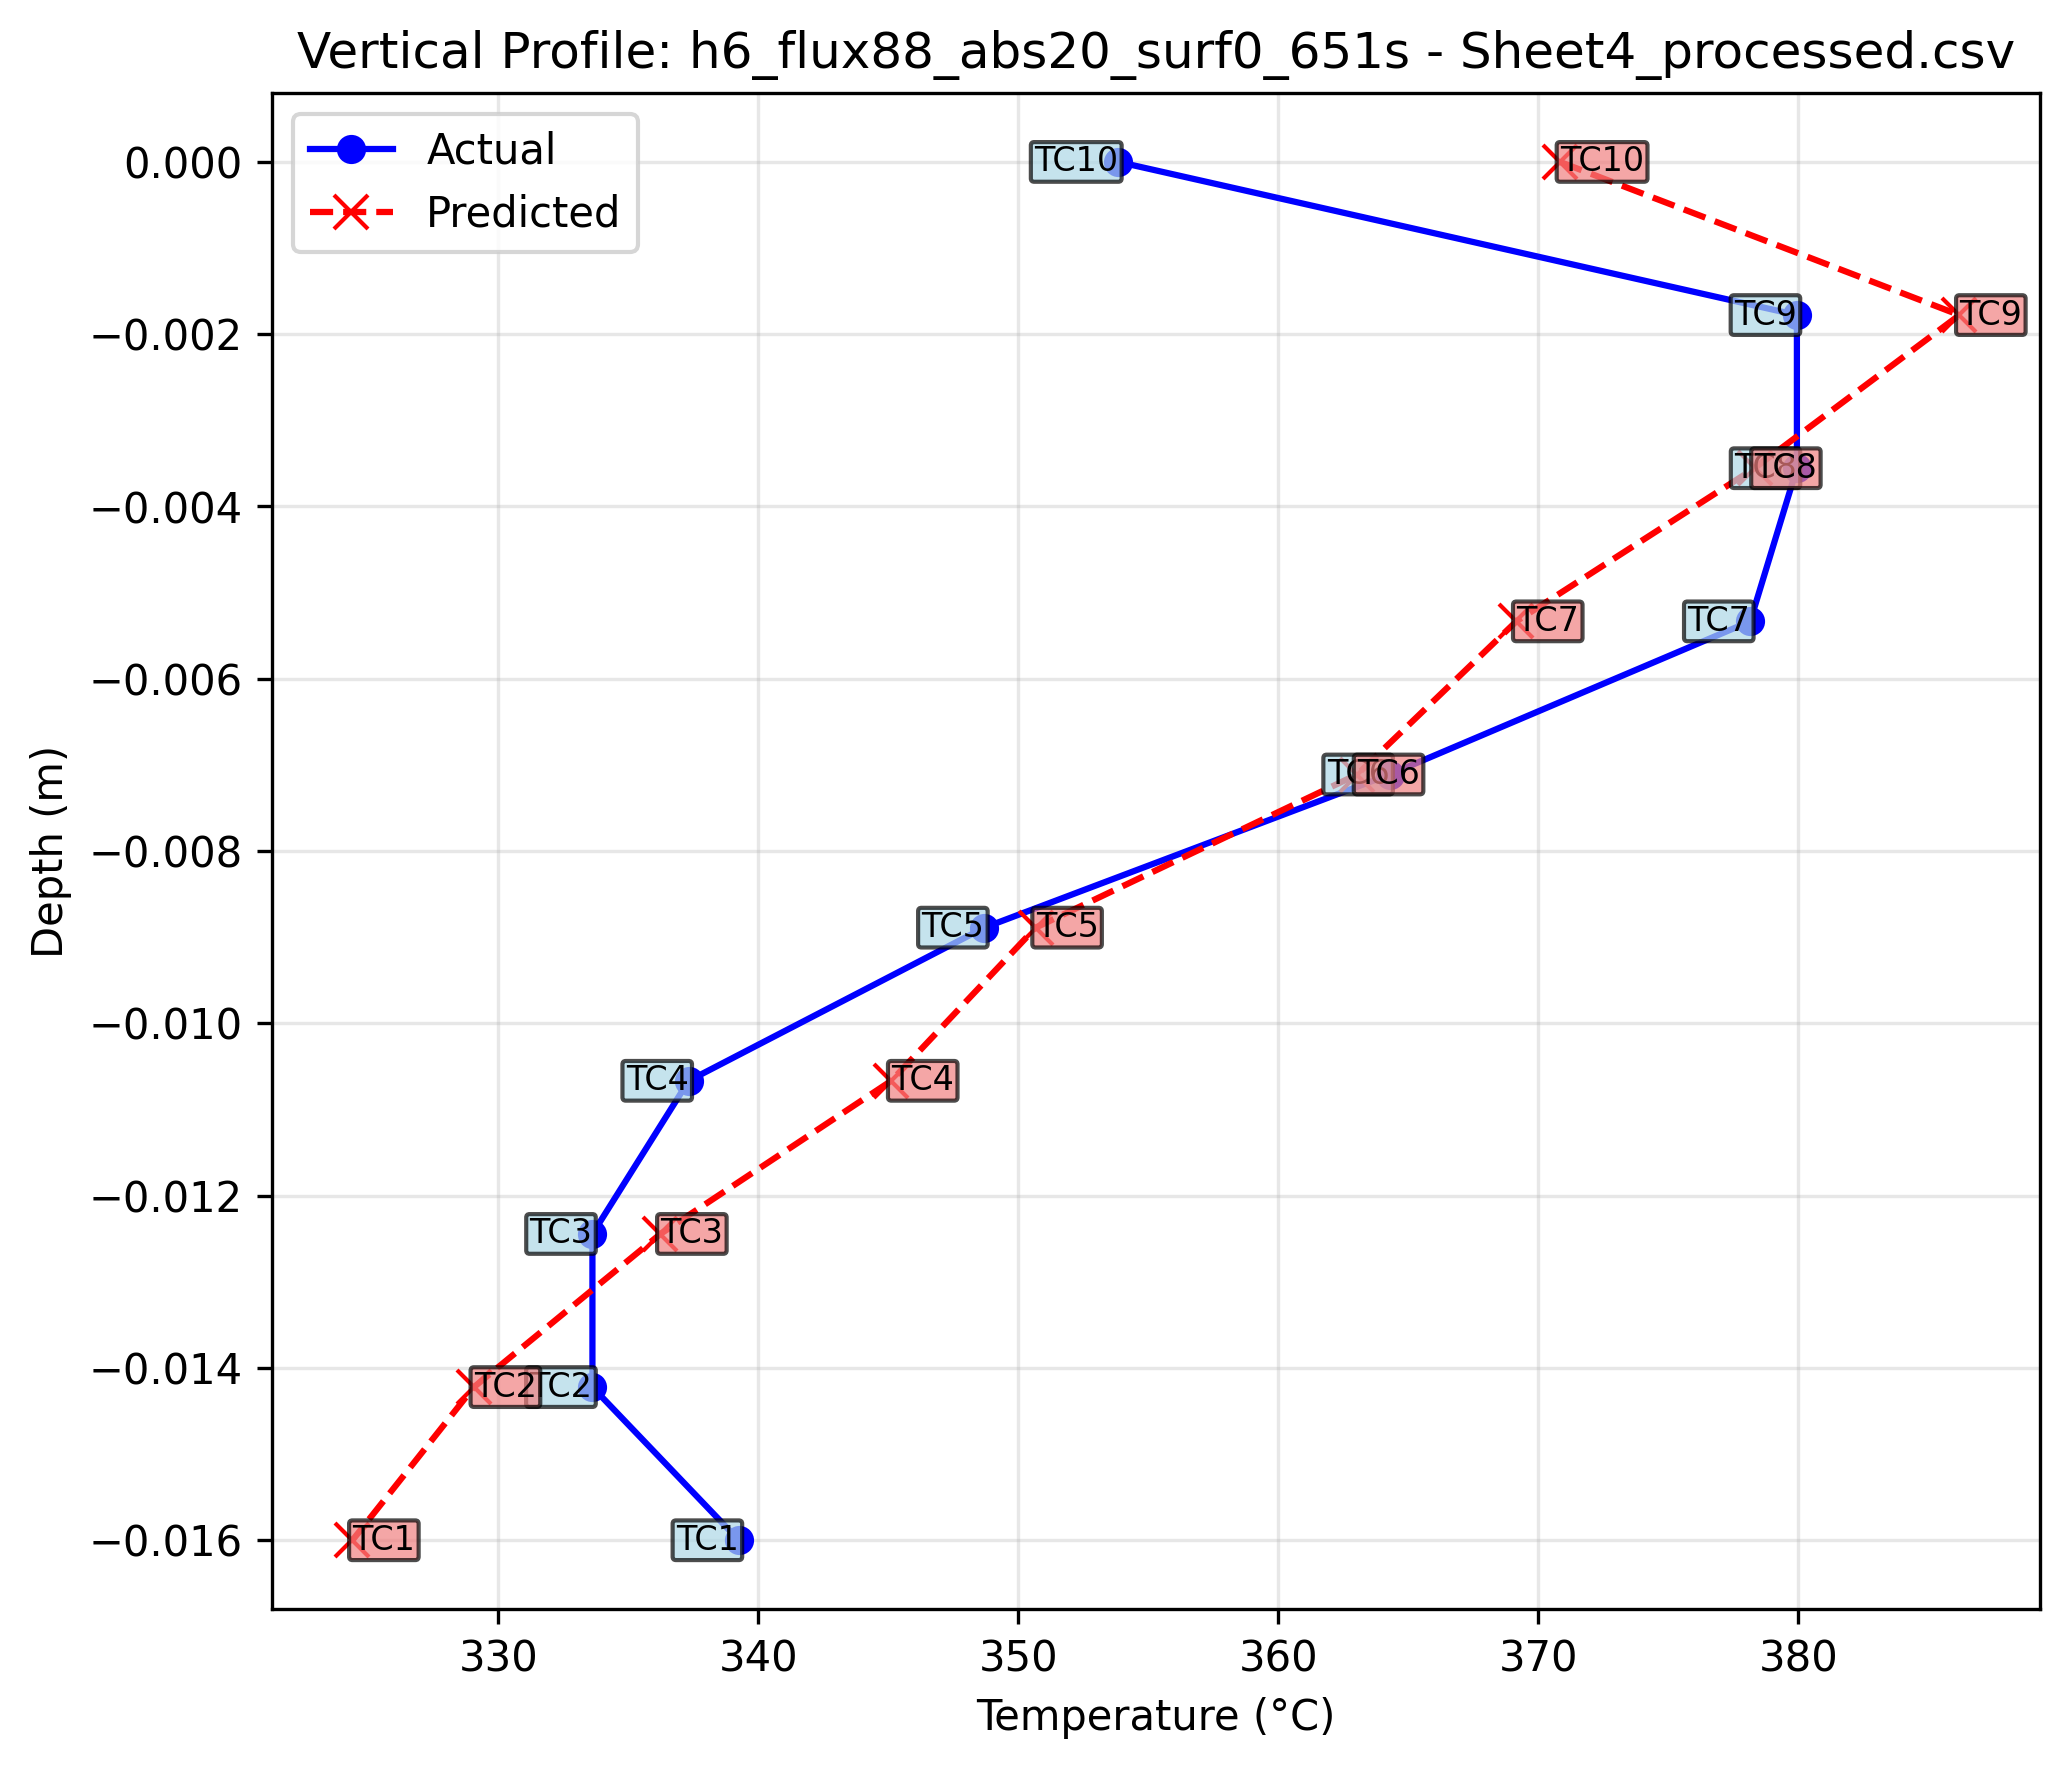 Vertical Profile: h6_flux88_abs20_surf0_651s - Sheet4_processed.csv
Actual
Predicted
0.000
−0.002
−0.004
−0.006
−0.008
−0.010
−0.012
−0.014
−0.016
Depth (m)
TC10 TC10
TC9 TC9
TC8
TC7 TC7
TC6
TC5 TC5
TC4 TC4
TC3 TC3
TC2 TC2
TC1 TC1
330 340 350 360 370 380
Temperature (°C)